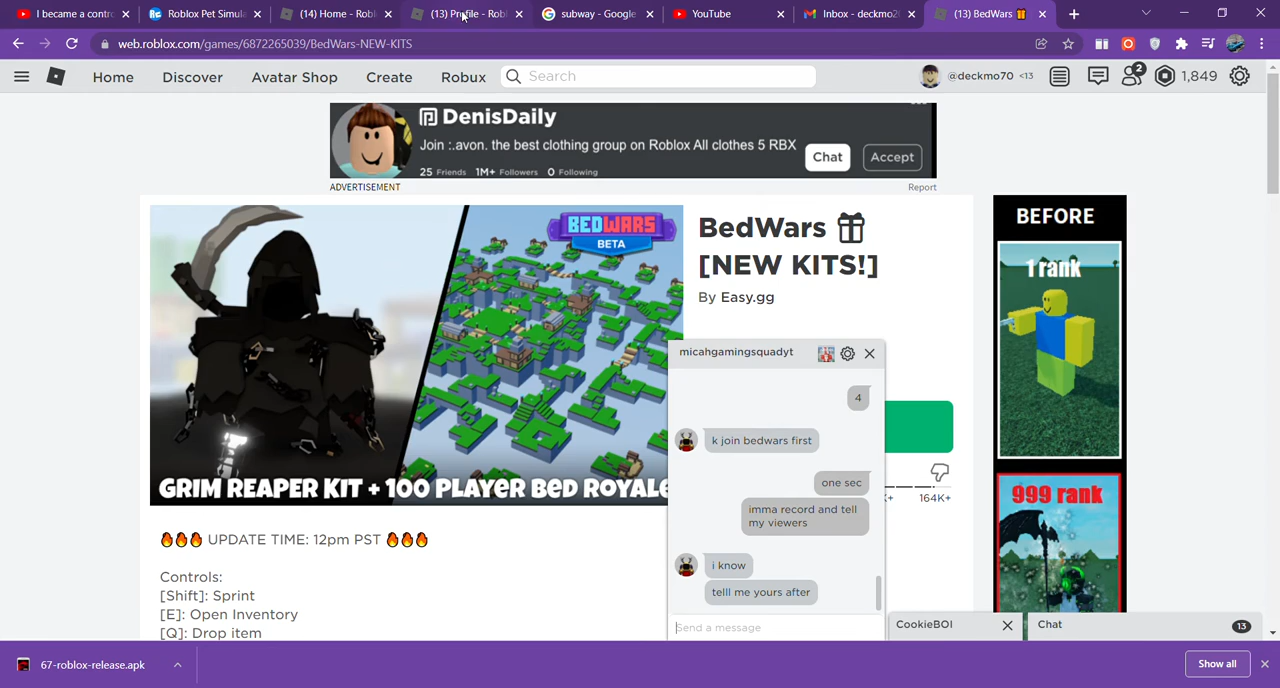 I became a contr
Roblox Pet Simula
(14) Home - Robl
(13) Profile - Robl
subway - Google
YouTube
Inbox - deckmo20
(13) BedWars
web.roblox.com/games/6872265039/BedWars-NEW-KITS
Home
Discover
Avatar Shop
Create
Robux
Search
@deckmo70 <13
2
1,849
DenisDaily
Join :.avon. the best clothing group on Roblox All clothes 5 RBX
25 Friends 1M+ Followers 0 Following
Chat
Accept
ADVERTISEMENT
Report
BEDWARS
BETA
GRIM REAPER KIT + 100 PLAYER BED ROYALE
BedWars 🎁
[NEW KITS!]
By Easy.gg
BEFORE
1 rank
999 rank
micahgamingsquadyt
4
k join bedwars first
one sec
imma record and tell
my viewers
i know
telll me yours after
Send a message
K+
164K+
🔥🔥🔥 UPDATE TIME: 12pm PST 🔥🔥🔥
Controls:
[Shift]: Sprint
[E]: Open Inventory
[Q]: Drop item
CookieBOI
Chat
13
67-roblox-release.apk
Show all